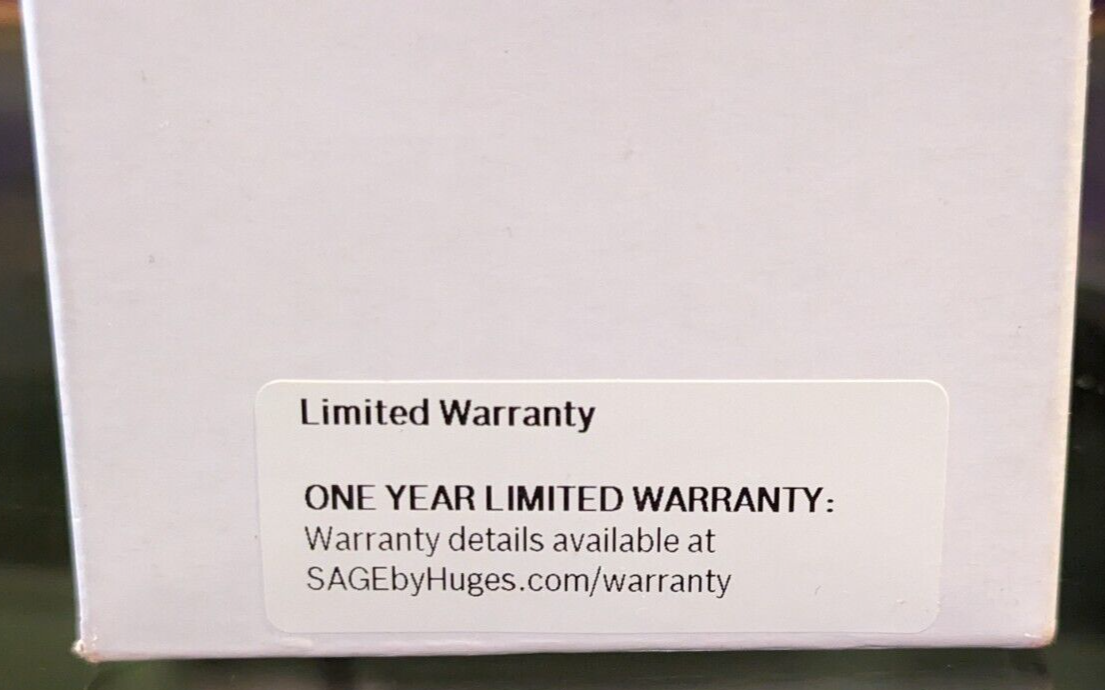 Limited Warranty
ONE YEAR LIMITED WARRANTY:
Warranty details available at
SAGEbyHuges.com/warranty